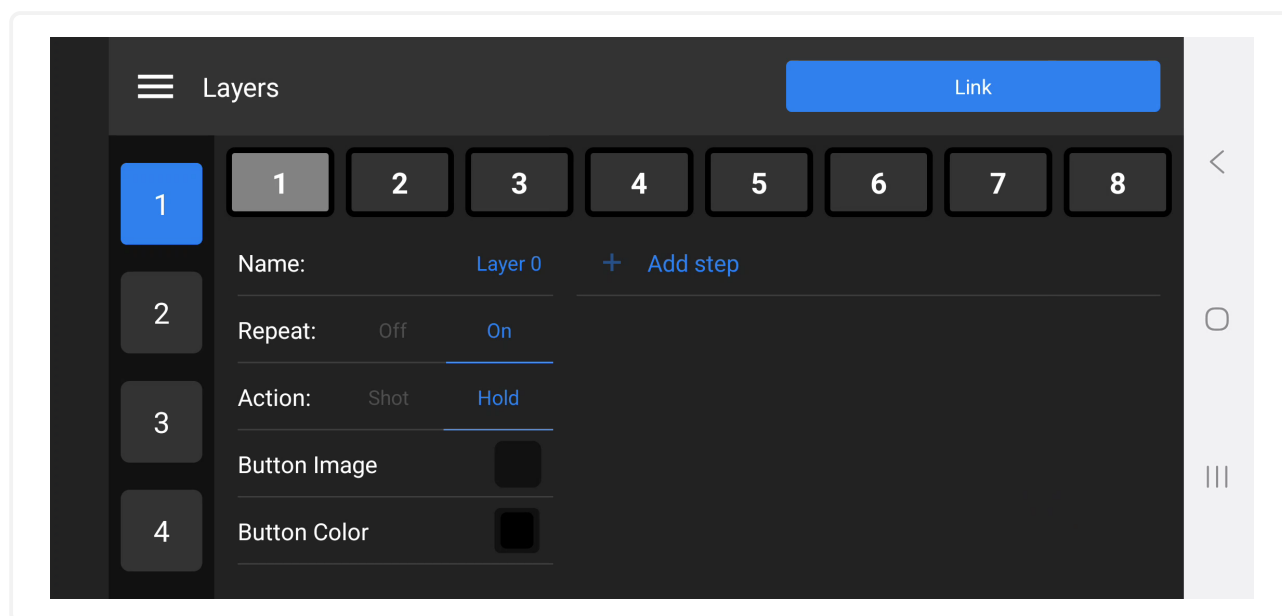 Layers
Link
1
1 2 3 4 5 6 7 8
Name: Layer 0
+ Add step
2
Repeat: Off On
3
Action: Shot Hold
Button Image
4
Button Color